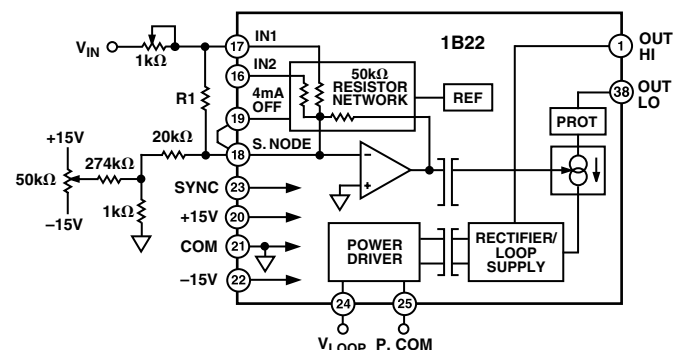 1B22
V_IN
1kΩ
17
IN1
16
IN2
4mA
OFF
19
R1
50kΩ
RESISTOR
NETWORK
REF
1
OUT
HI
38
OUT
LO
PROT
+15V
50kΩ
274kΩ
20kΩ
–15V
1kΩ
18
S. NODE
–
+
SYNC
23
+15V
20
COM
21
–15V
22
POWER
DRIVER
RECTIFIER/
LOOP
SUPPLY
24
25
V_LOOP
P. COM